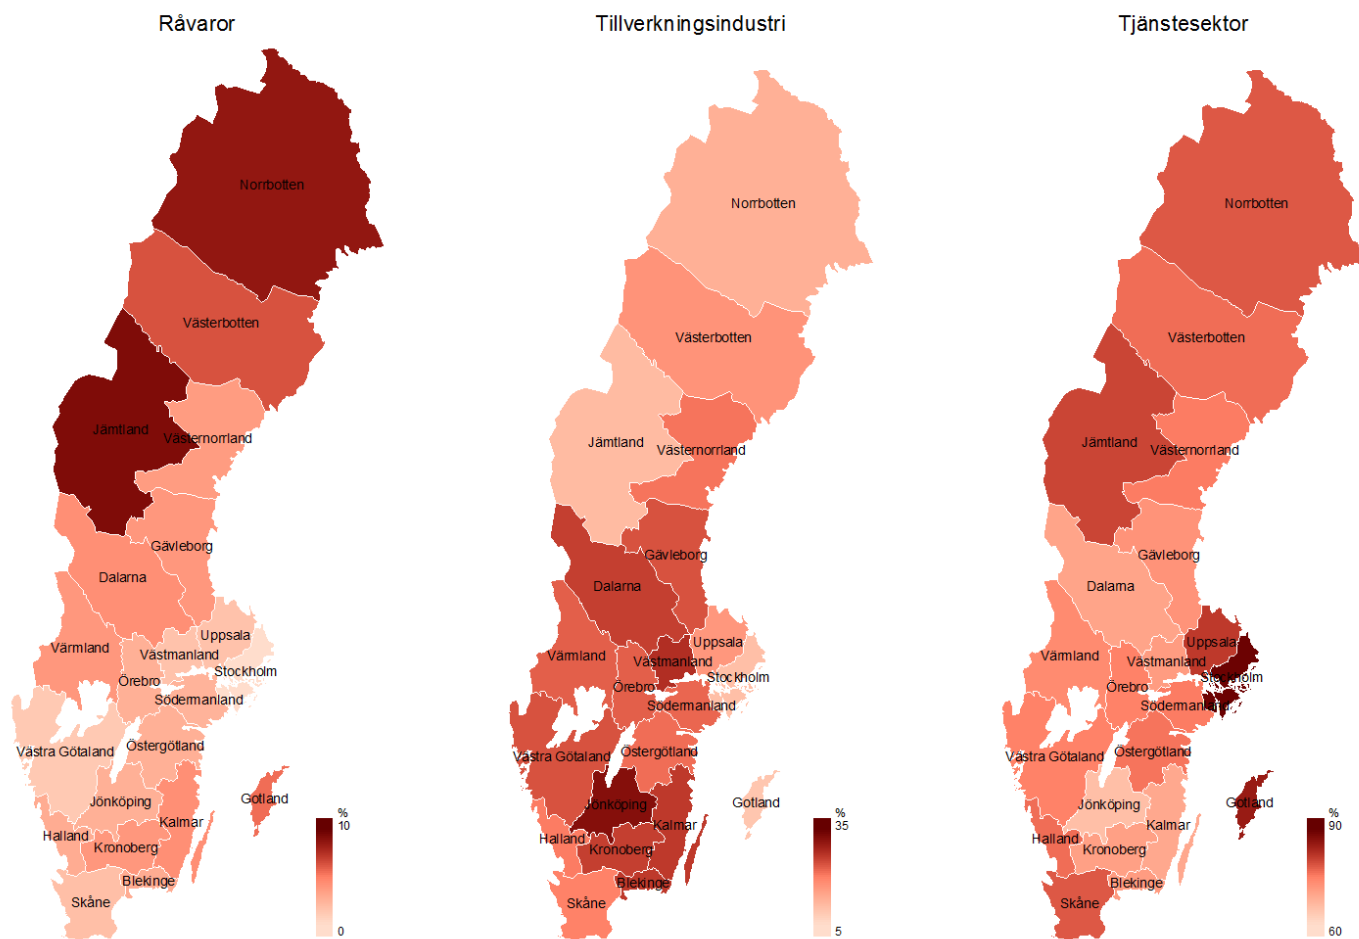 Råvaror
Norrbotten
Västerbotten
Jämtland
Västernorrland
Gävleborg
Dalarna
Uppsala
Värmland
Västmanland
Stockholm
Örebro
Södermanland
Västra Götaland
Östergötland
Gotland
Jönköping
Kalmar
Halland
Kronoberg
Blekinge
Skåne
%
10
0
Tillverkningsindustri
Norrbotten
Västerbotten
Jämtland
Västernorrland
Gävleborg
Dalarna
Uppsala
Värmland
Västmanland
Stockholm
Örebro
Södermanland
Västra Götaland
Östergötland
Gotland
Jönköping
Kalmar
Halland
Kronoberg
Blekinge
Skåne
%
35
5
Tjänstesektor
Norrbotten
Västerbotten
Jämtland
Västernorrland
Gävleborg
Dalarna
Uppsala
Värmland
Västmanland
Stockholm
Örebro
Södermanland
Västra Götaland
Östergötland
Gotland
Jönköping
Kalmar
Halland
Kronoberg
Blekinge
Skåne
%
90
60